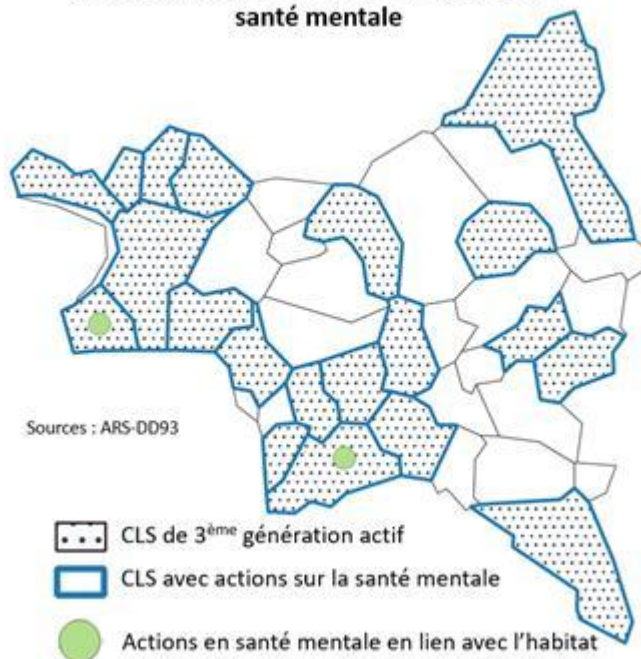 santé mentale
Sources : ARS-DD93
CLS de 3ème génération actif
CLS avec actions sur la santé mentale
Actions en santé mentale en lien avec l'habitat